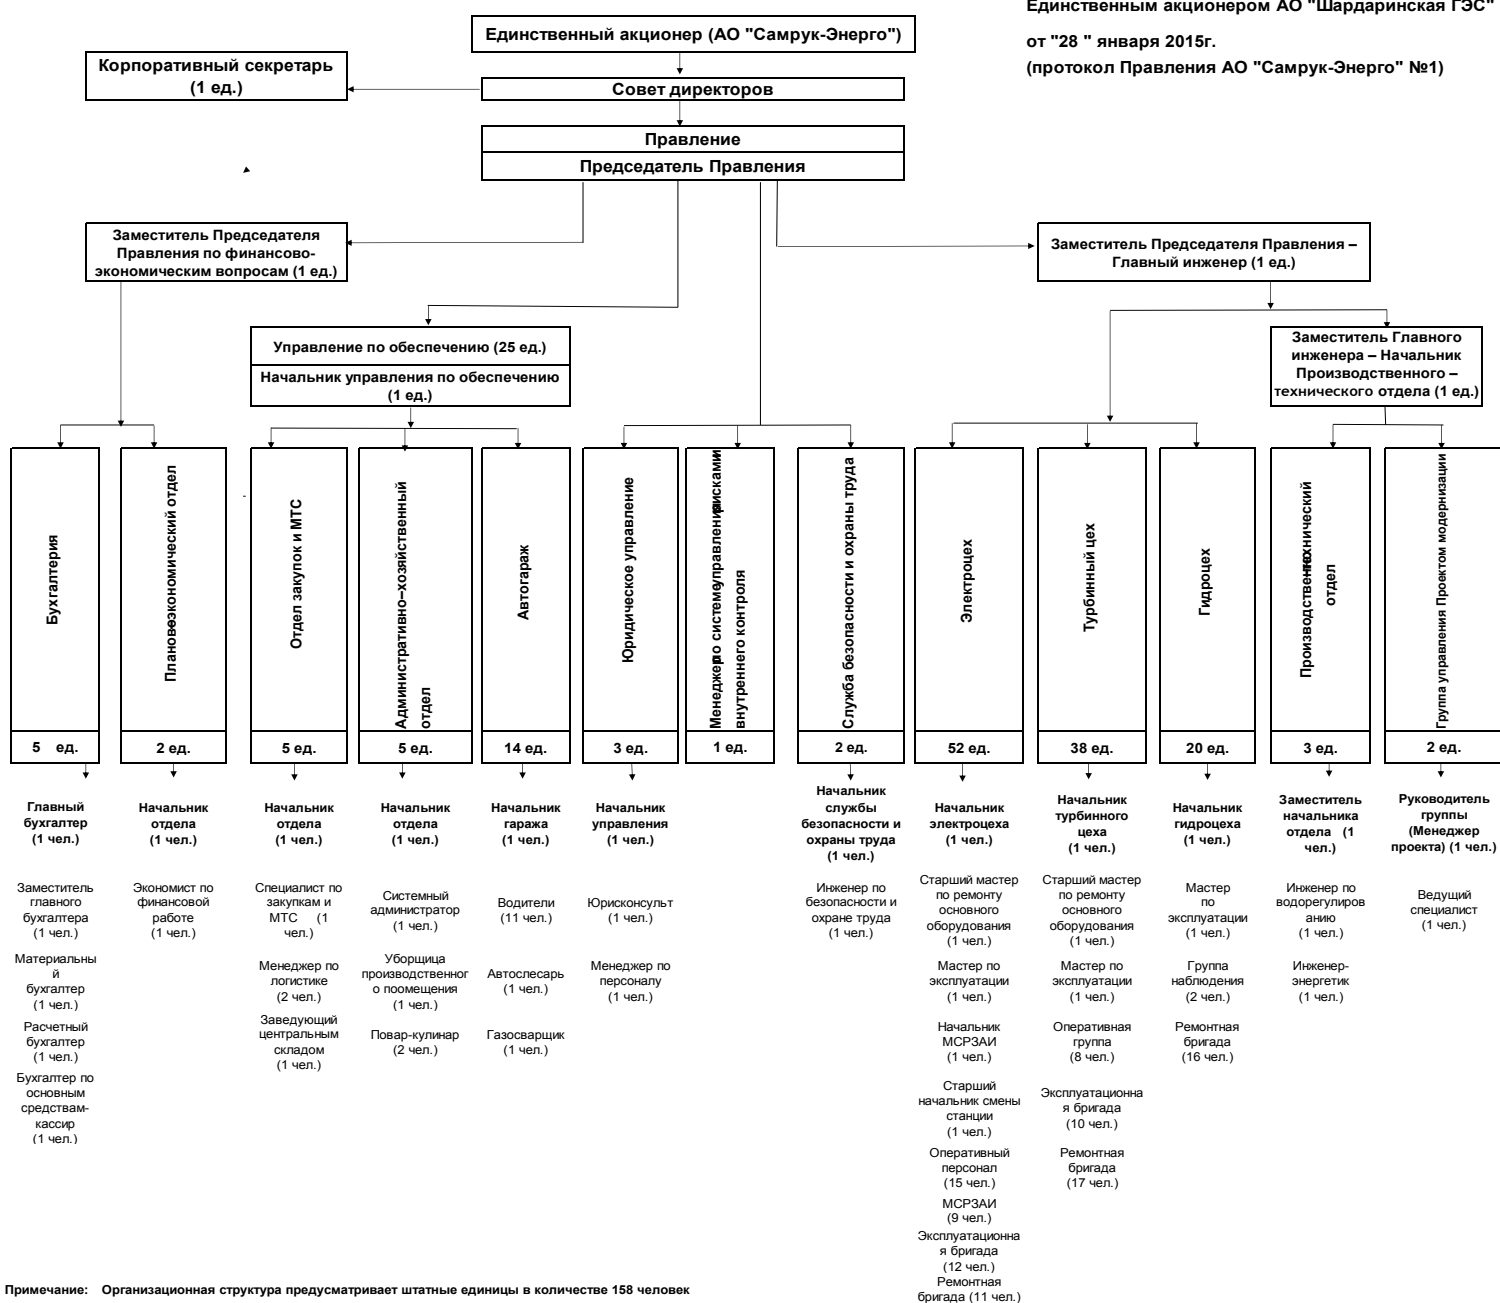 Единственным акционером АО "Шардаринская ГЭС"
от "28 " января 2015г.
(протокол Правления АО "Самрук-Энерго" №1)
Единственный акционер (АО "Самрук-Энерго")
Корпоративный секретарь
(1 ед.)
Совет директоров
Правление
Председатель Правления
Заместитель Председателя
Правления по финансово-
экономическим вопросам (1 ед.)
Заместитель Председателя Правления –
Главный инженер (1 ед.)
Управление по обеспечению (25 ед.)
Начальник управления по обеспечению
(1 ед.)
Заместитель Главного
инженера – Начальник
Производственного –
технического отдела (1 ед.)
Бухгалтерия
5 ед.
Планово-экономический отдел
2 ед.
Отдел закупок и МТС
5 ед.
Административно–хозяйственный
отдел
5 ед.
Автогараж
14 ед.
Юридическое управление
3 ед.
Менеджер по системе управления рисками
внутреннего контроля
1 ед.
Служба безопасности и охраны труда
2 ед.
Электроцех
52 ед.
Турбинный цех
38 ед.
Гидроцех
20 ед.
Производственно-технический
отдел
3 ед.
Группа управления Проектом модернизации
2 ед.
Главный
бухгалтер
(1 чел.)
Заместитель
главного
бухгалтера
(1 чел.)
Материальны
й
бухгалтер
(1 чел.)
Расчетный
бухгалтер
(1 чел.)
Бухгалтер по
основным
средствам-
кассир
(1 чел.)
Начальник
отдела
(1 чел.)
Экономист по
финансовой
работе
(1 чел.)
Начальник
отдела
(1 чел.)
Специалист по
закупкам и
МТС (1
чел.)
Менеджер по
логистике
(2 чел.)
Заведующий
центральным
складом
(1 чел.)
Начальник
отдела
(1 чел.)
Системный
администратор
(1 чел.)
Уборщица
производственног
о поомещения
(1 чел.)
Повар-кулинар
(2 чел.)
Начальник
гаража
(1 чел.)
Водители
(11 чел.)
Автослесарь
(1 чел.)
Газосварщик
(1 чел.)
Начальник
управления
(1 чел.)
Юрисконсульт
(1 чел.)
Менеджер по
персоналу
(1 чел.)
Начальник
службы
безопасности и
охраны труда
(1 чел.)
Инженер по
безопасности и
охране труда
(1 чел.)
Начальник
электроцеха
(1 чел.)
Старший мастер
по ремонту
основного
оборудования
(1 чел.)
Мастер по
эксплуатации
(1 чел.)
Начальник
МСРЗАИ
(1 чел.)
Старший
начальник смены
станции
(1 чел.)
Оперативный
персонал
(15 чел.)
МСРЗАИ
(9 чел.)
Эксплуатационна
я бригада
(12 чел.)
Ремонтная
бригада (11 чел.)
Начальник
турбинного
цеха
(1 чел.)
Старший мастер
по ремонту
основного
оборудования
(1 чел.)
Мастер по
эксплуатации
(1 чел.)
Оперативная
группа
(8 чел.)
Эксплуатационна
я бригада
(10 чел.)
Ремонтная
бригада
(17 чел.)
Начальник
гидроцеха
(1 чел.)
Мастер
по
эксплуатации
(1 чел.)
Группа
наблюдения
(2 чел.)
Ремонтная
бригада
(16 чел.)
Заместитель
начальника
отдела (1
чел.)
Инженер по
водорегулиров
анию
(1 чел.)
Инженер-
энергетик
(1 чел.)
Руководитель
группы
(Менеджер
проекта) (1 чел.)
Ведущий
специалист
(1 чел.)
Примечание: Организационная структура предусматривает штатные единицы в количестве 158 человек